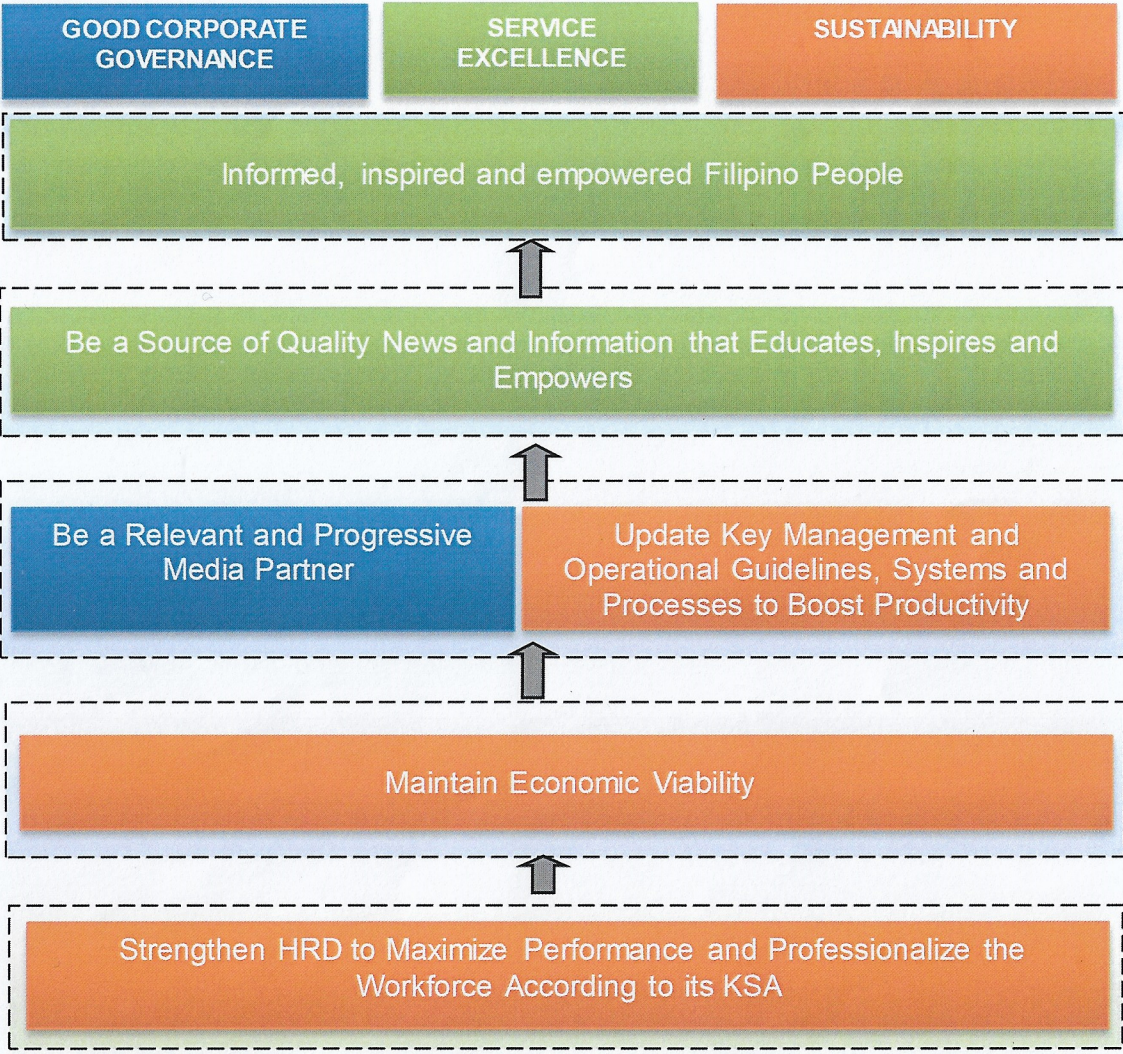 GOOD CORPORATE
GOVERNANCE
SERVICE
EXCELLENCE
SUSTAINABILITY
Informed, inspired and empowered Filipino People
Be a Source of Quality News and Information that Educates, Inspires and
Empowers
Be a Relevant and Progressive
Media Partner
Update Key Management and
Operational Guidelines, Systems and
Processes to Boost Productivity
Maintain Economic Viability
Strengthen HRD to Maximize Performance and Professionalize the
Workforce According to its KSA